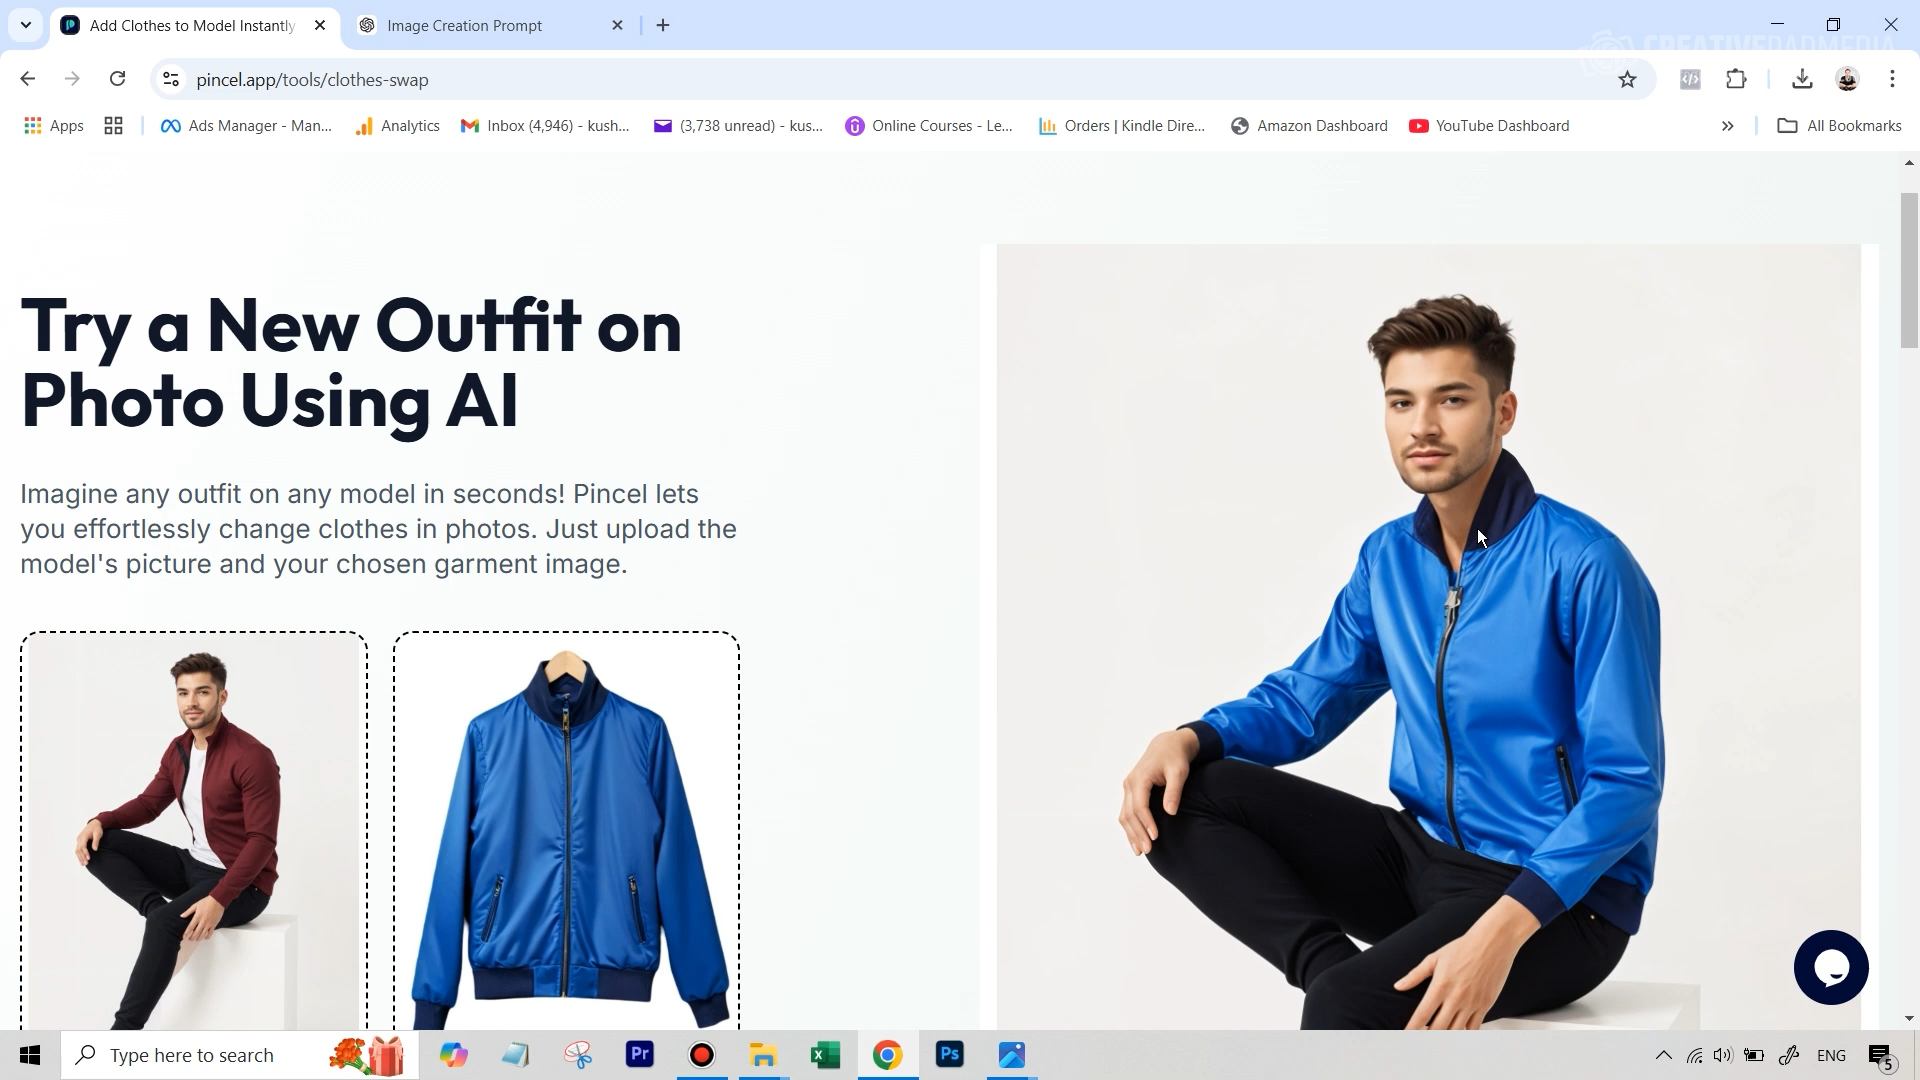 Add Clothes to Model Instantly
Image Creation Prompt
CREATIVEDADMEDIA
pincel.app/tools/clothes-swap
Apps
Ads Manager - Man...
Analytics
Inbox (4,946) - kush...
(3,738 unread) - kus...
Online Courses - Le...
Orders | Kindle Dire...
Amazon Dashboard
YouTube Dashboard
All Bookmarks
Try a New Outfit on
Photo Using AI
Imagine any outfit on any model in seconds! Pincel lets
you effortlessly change clothes in photos. Just upload the
model's picture and your chosen garment image.
Type here to search
Pr
Ps
ENG
5